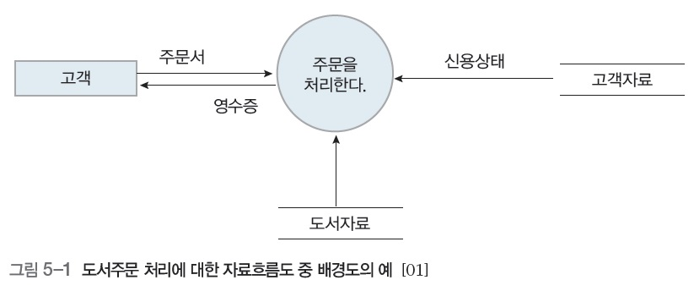 주문서
고객
영수증
주문을
처리한다.
신용상태
고객자료
도서자료
그림 5-1 도서주문 처리에 대한 자료흐름도 중 배경도의 예 [01]